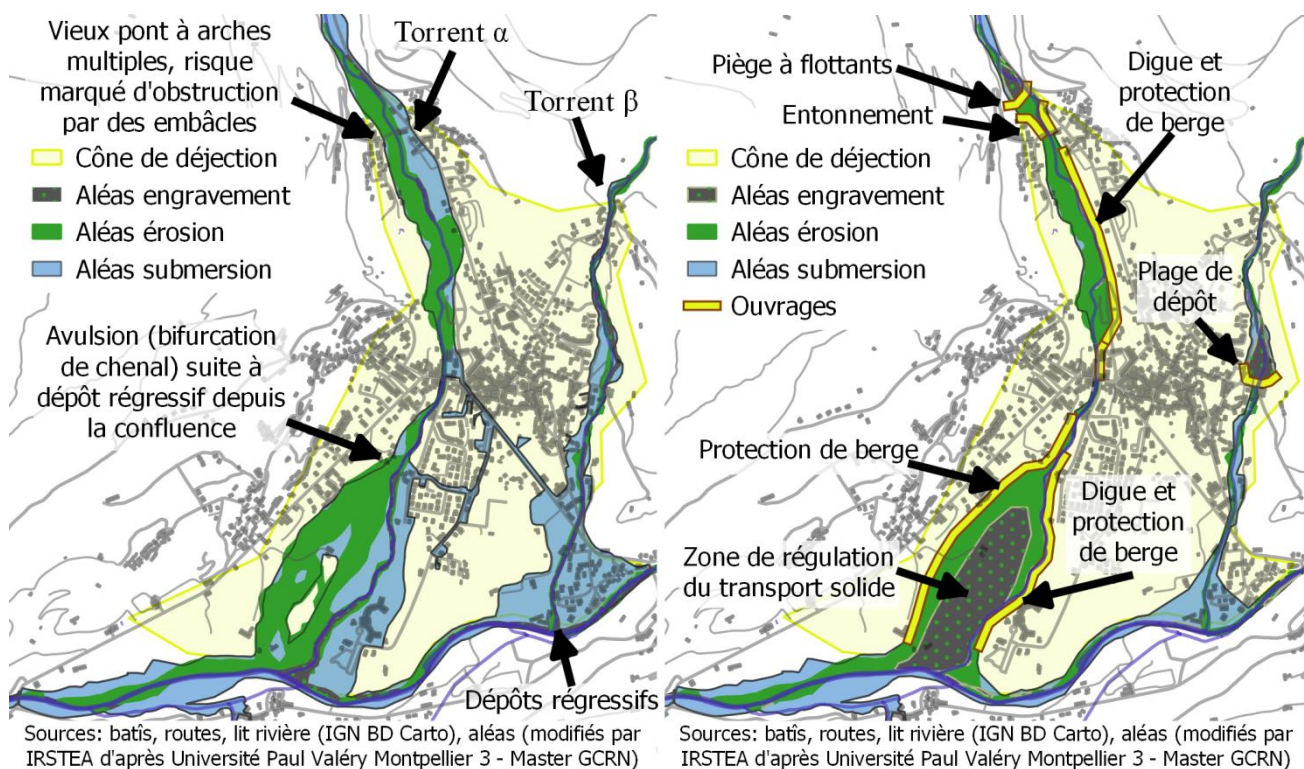 Vieux pont à arches
multiples, risque
marqué d'obstruction
par des embâcles
Torrent α
Torrent β
Cône de déjection
Aléas engravement
Aléas érosion
Aléas submersion
Avulsion (bifurcation
de chenal) suite à
dépôt régressif depuis
la confluence
Dépôts régressifs
Sources: batîs, routes, lit rivière (IGN BD Carto), aléas (modifiés par
IRSTEA d'après Université Paul Valéry Montpellier 3 - Master GCRN)
Piège à flottants
Entonnement
Digue et
protection
de berge
Cône de déjection
Aléas engravement
Aléas érosion
Aléas submersion
Ouvrages
Plage de
dépôt
Protection de berge
Digue et
protection
de berge
Zone de régulation
du transport solide
Sources: batîs, routes, lit rivière (IGN BD Carto), aléas (modifiés par
IRSTEA d'après Université Paul Valéry Montpellier 3 - Master GCRN)